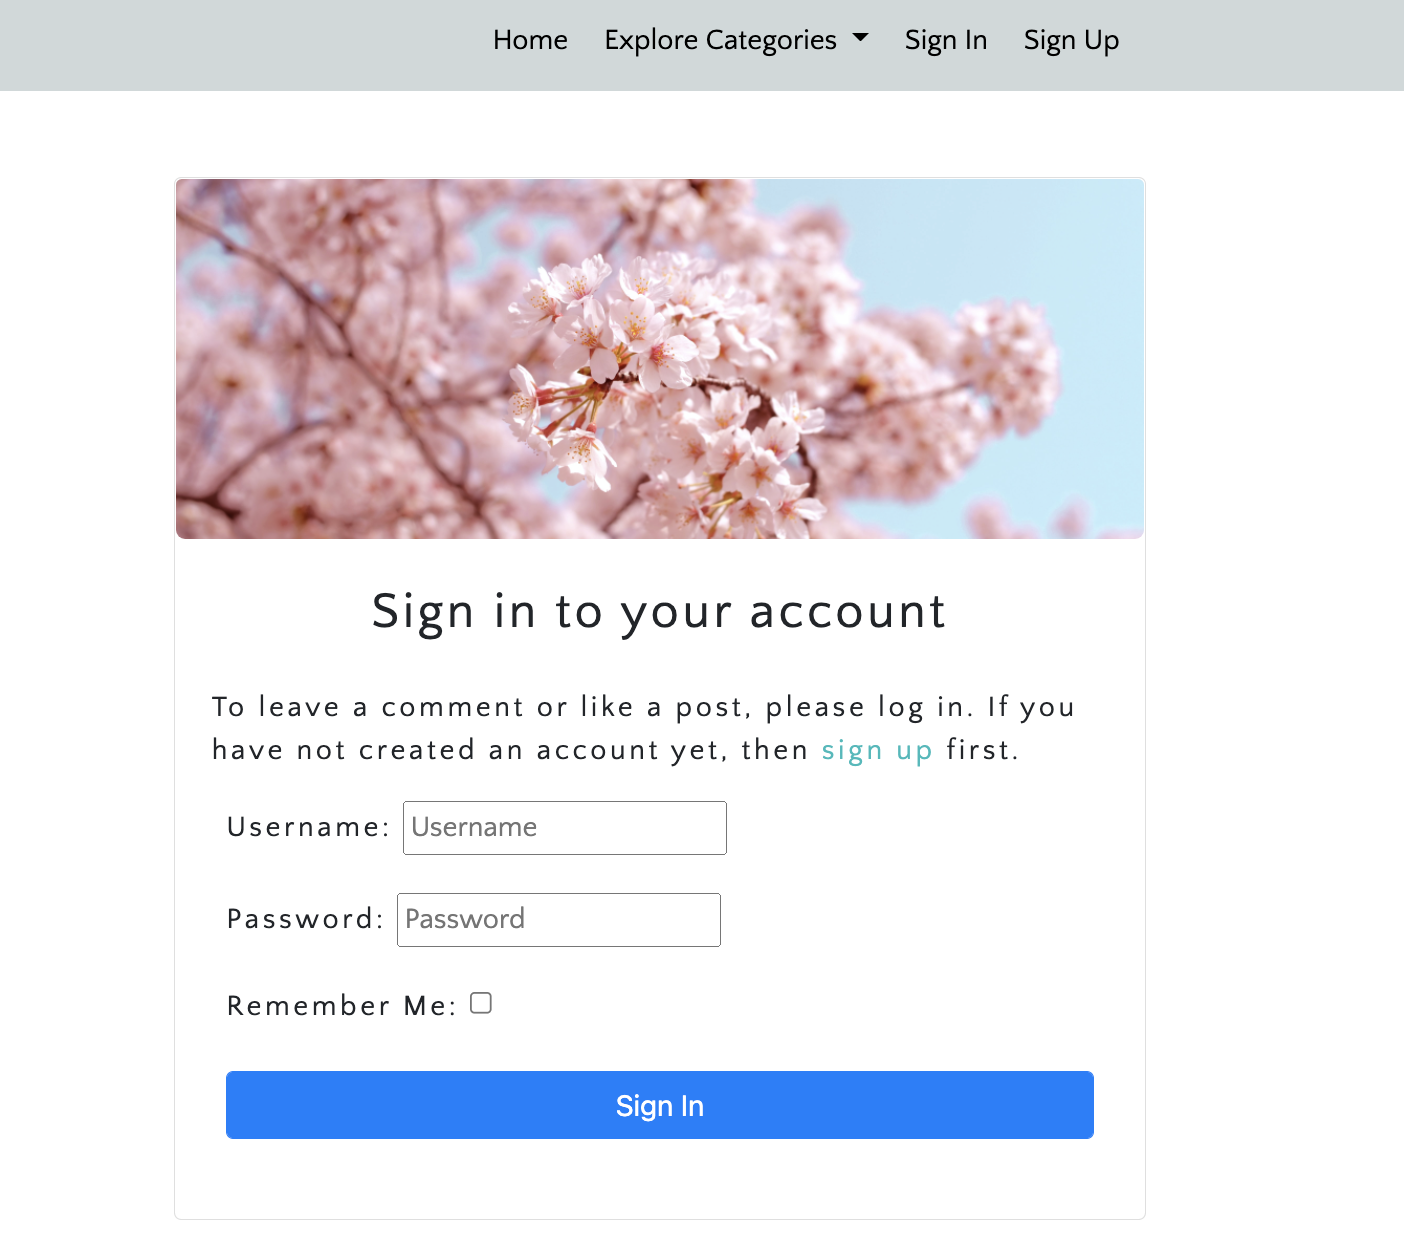 Home Explore Categories Sign In Sign Up
Sign in to your account
To leave a comment or like a post, please log in. If you
have not created an account yet, then sign up first.
Username: Username
Password: Password
Remember Me:
Sign In